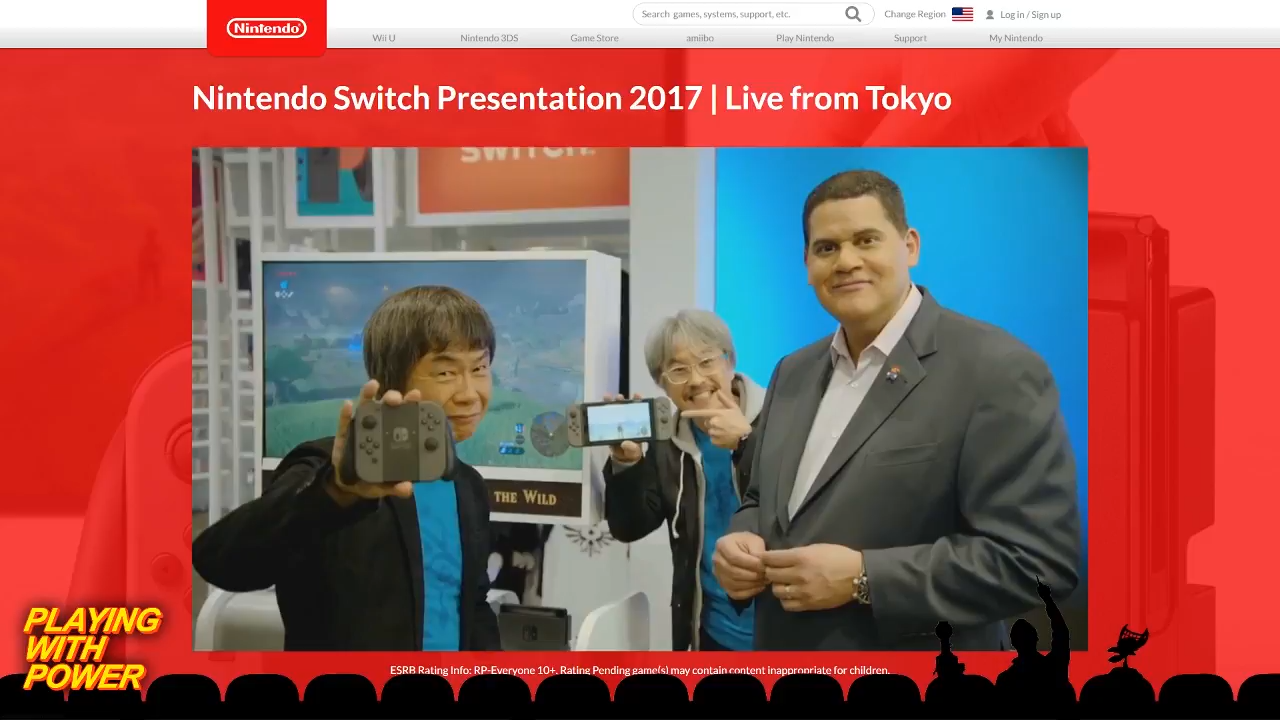 Nintendo
Search games, systems, support, etc.
Change Region
Log in / Sign up
Wii U
Nintendo 3DS
Game Store
amiibo
Play Nintendo
Support
My Nintendo
Nintendo Switch Presentation 2017 | Live from Tokyo
SWITCH
THE WILD
PLAYING
WITH
POWER
ESRB Rating Info: RP-Everyone 10+. Rating Pending game(s) may contain content inappropriate for children.